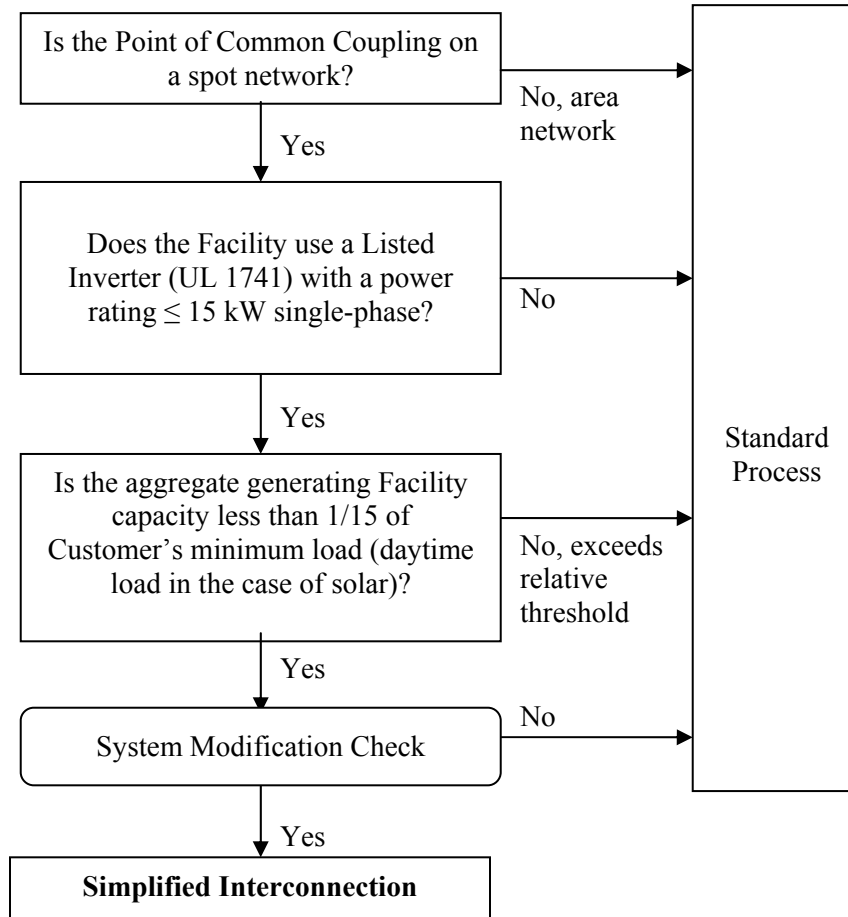 Is the Point of Common Coupling on
a spot network?
No, area
network
Yes
Does the Facility use a Listed
Inverter (UL 1741) with a power
rating ≤ 15 kW single-phase?
No
Yes
Is the aggregate generating Facility
capacity less than 1/15 of
Customer's minimum load (daytime
load in the case of solar)?
No, exceeds
relative
threshold
Yes
System Modification Check
No
Yes
Simplified Interconnection
Standard
Process